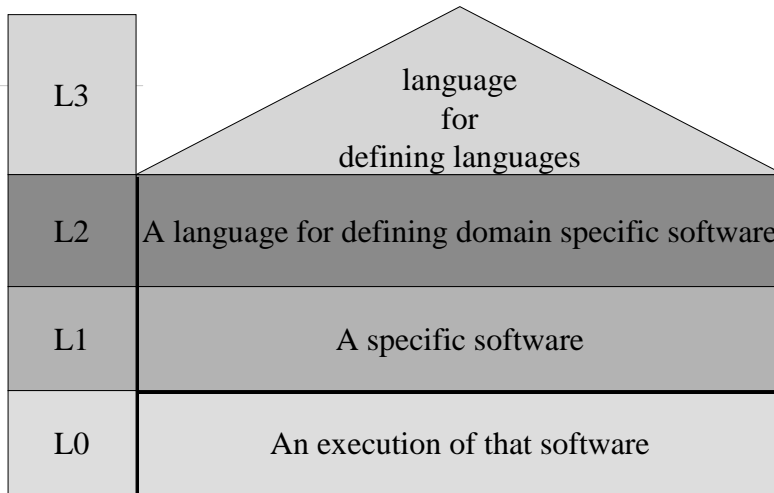 L3
language
for
defining languages
L2
A language for defining domain specific software
L1
A specific software
L0
An execution of that software